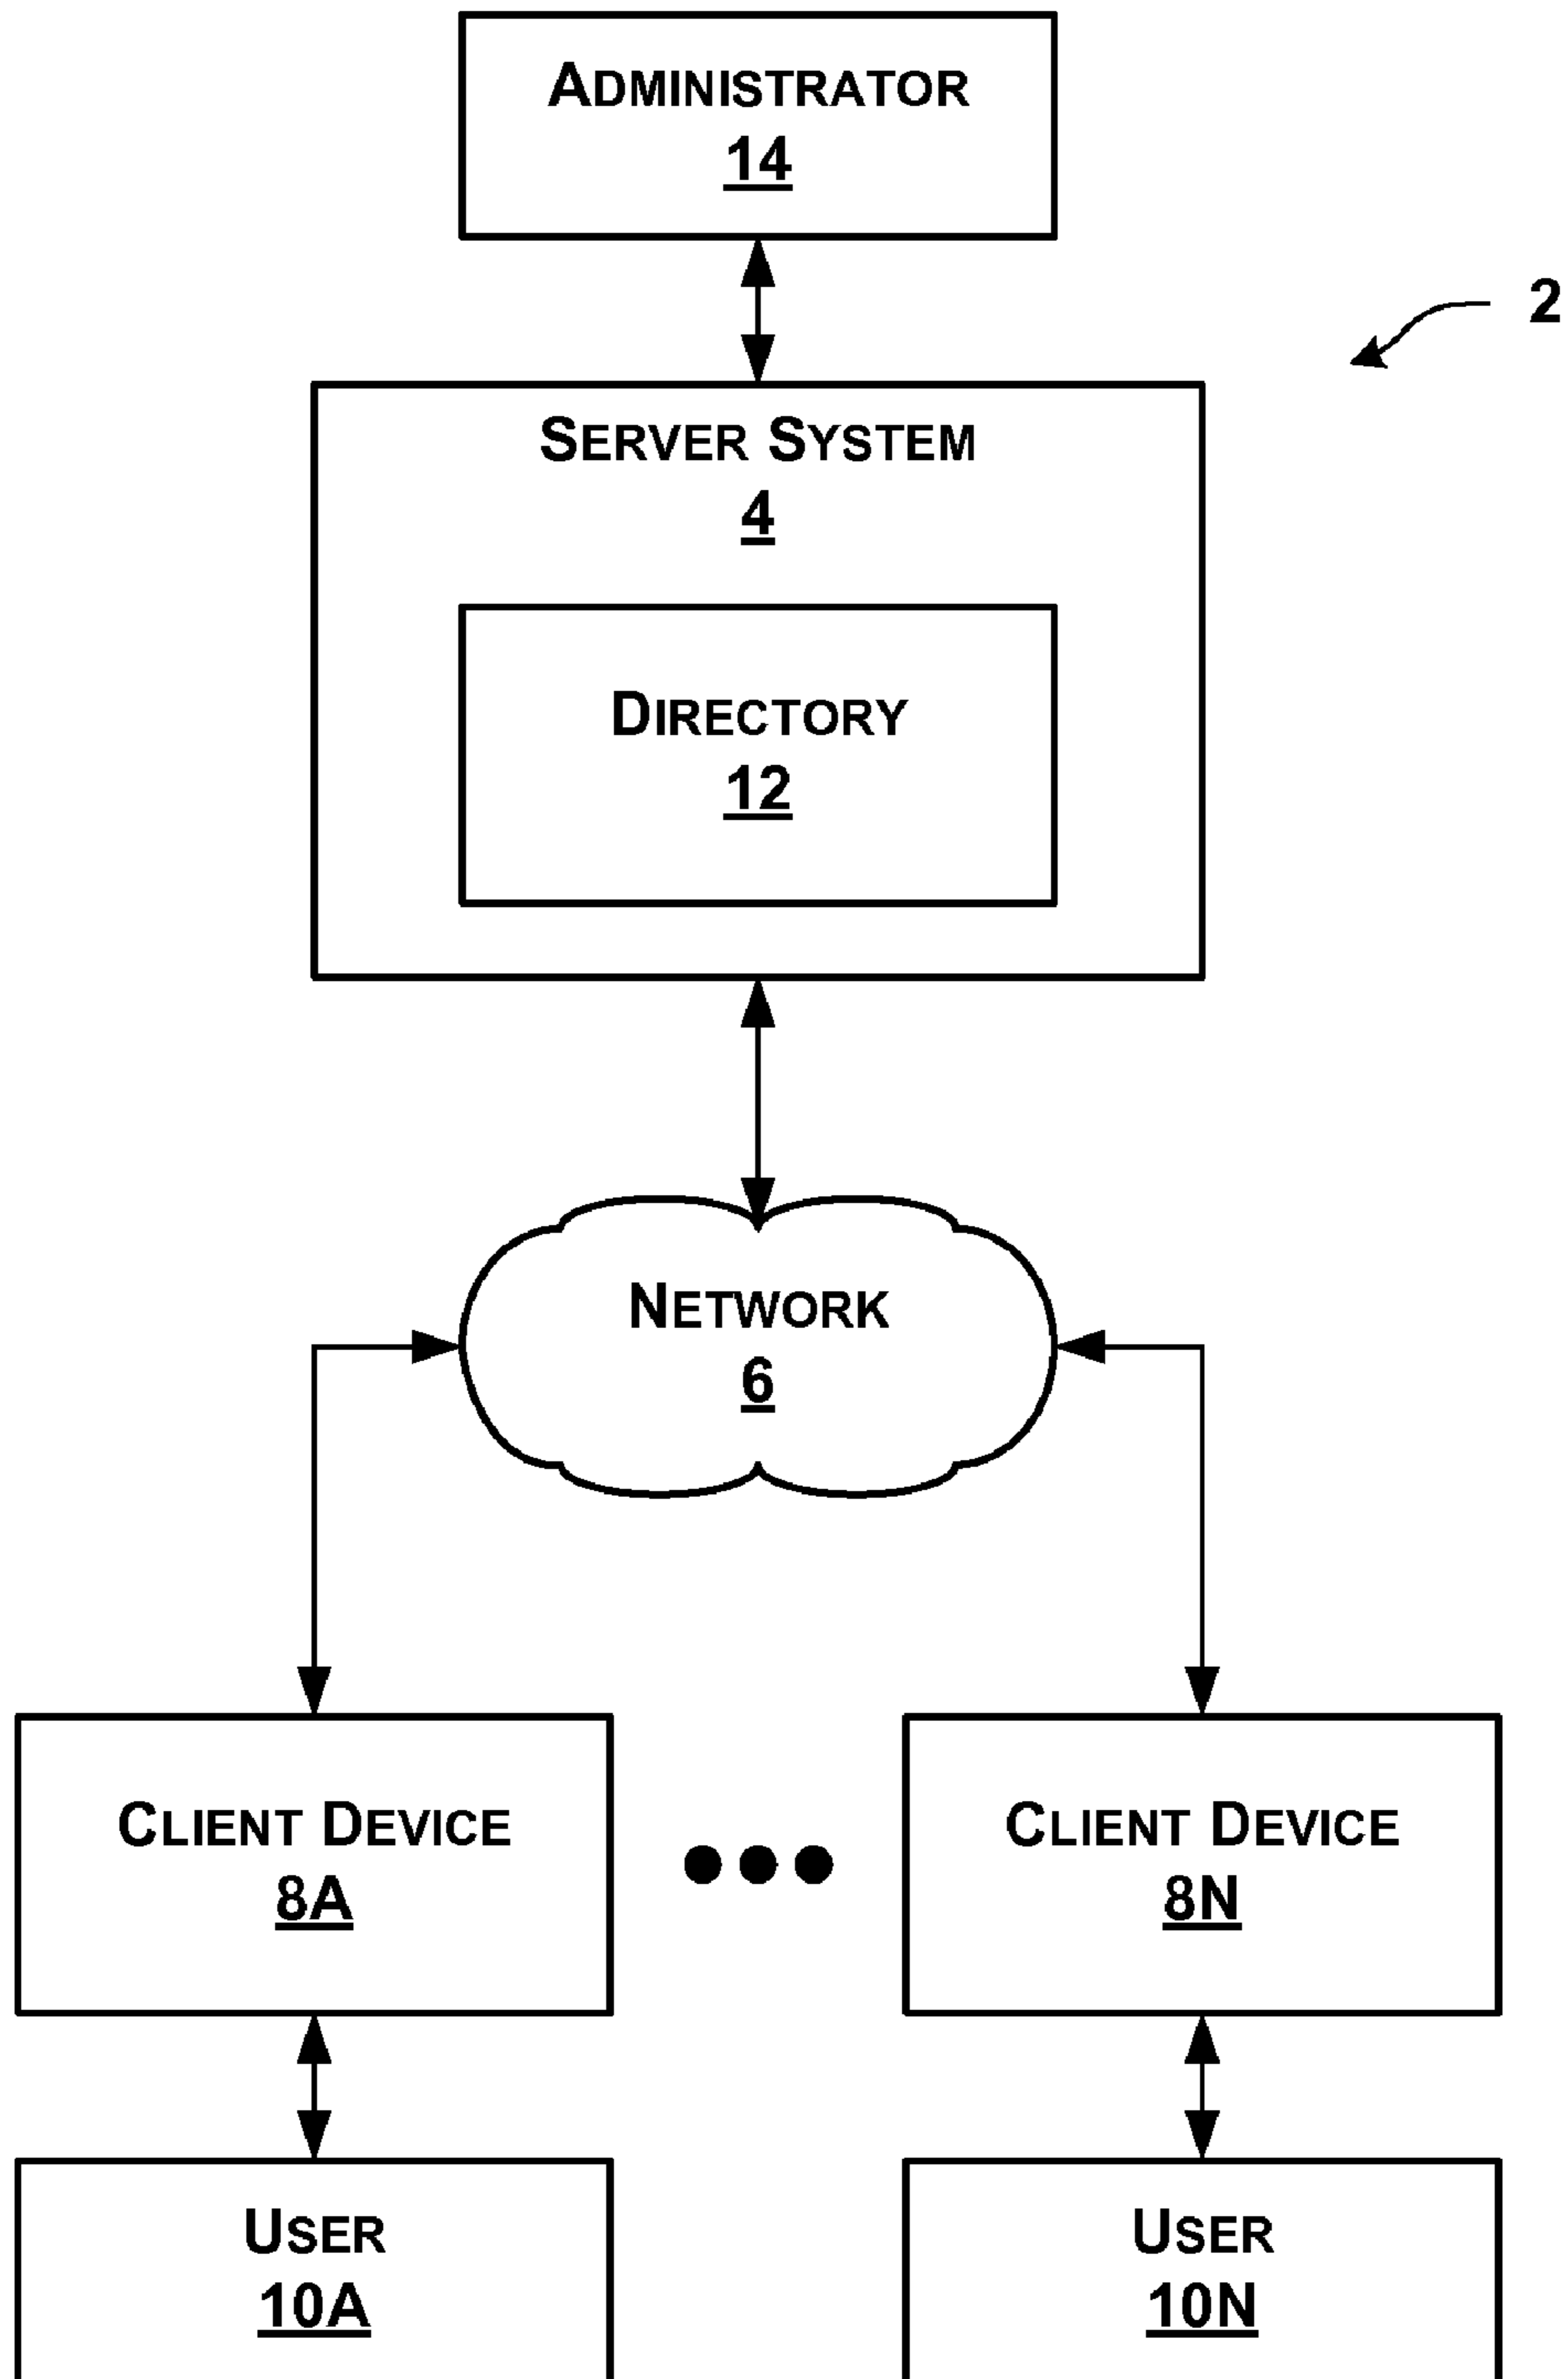 ADMINISTRATOR
14
2
SERVER SYSTEM
4
DIRECTORY
12
NETWORK
6
CLIENT DEVICE
8A
CLIENT DEVICE
8N
USER
10A
USER
10N